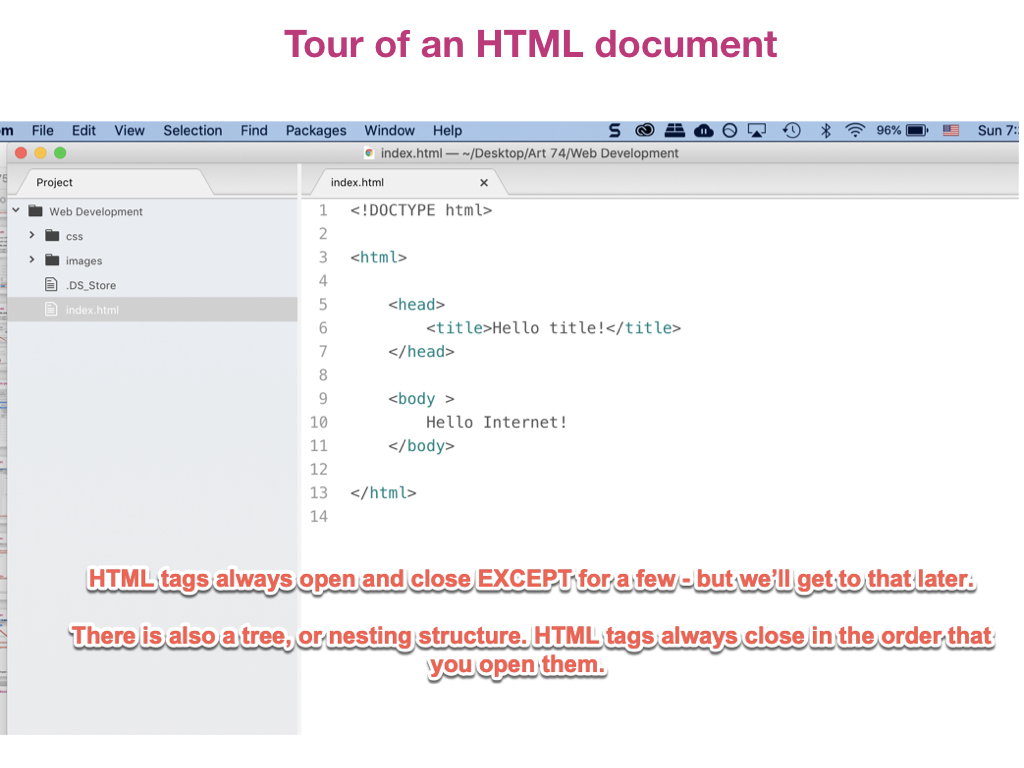 Tour of an HTML document
om File Edit View Selection Find Packages Window Help 96% Sun 7:
index.html — ~/Desktop/Art 74/Web Development
Project
index.html
Web Development
css
images
.DS_Store
index.html
1 <!DOCTYPE html>
2
3 <html>
4
5 <head>
6 <title>Hello title!</title>
7 </head>
8
9 <body >
10 Hello Internet!
11 </body>
12
13 </html>
14
HTML tags always open and close EXCEPT for a few - but we'll get to that later.
There is also a tree, or nesting structure. HTML tags always close in the order that
you open them.